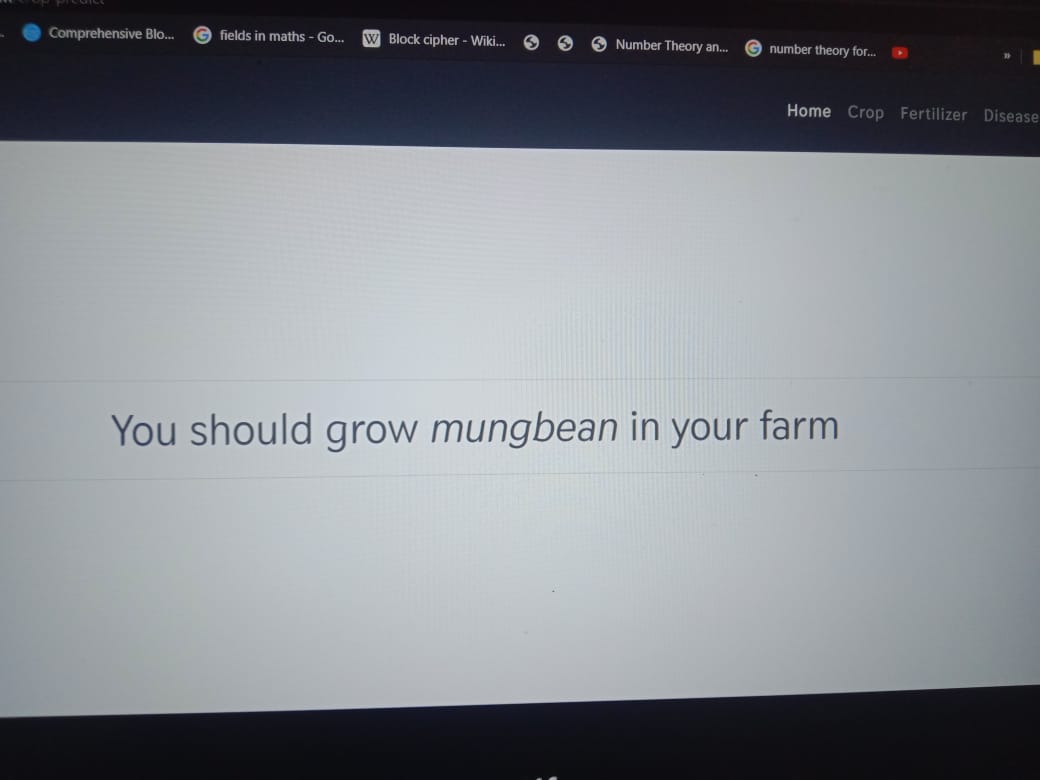 Comprehensive Blo...
fields in maths - Go...
Block cipher - Wiki...
Number Theory an...
number theory for...
»
Home Crop Fertilizer Disease
You should grow mungbean in your farm